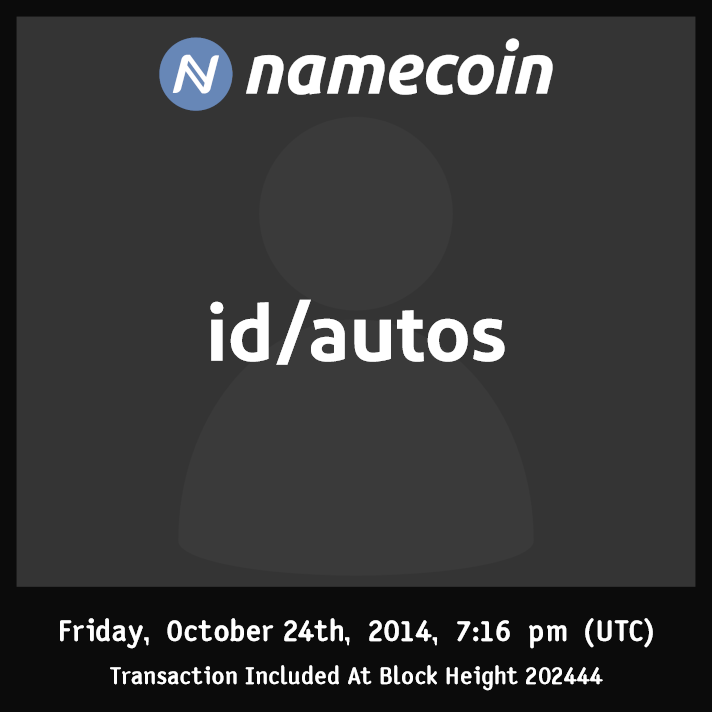 namecoin
id/autos
Friday, October 24th, 2014, 7:16 pm (UTC)
Transaction Included At Block Height 202444